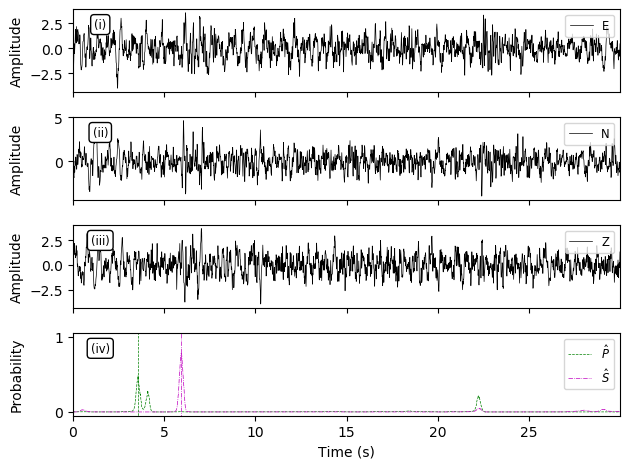 (i)
E
Amplitude
2.5
0.0
−2.5
(ii)
N
Amplitude
5
0
(iii)
Z
Amplitude
2.5
0.0
−2.5
(iv)
P̂
Ŝ
Probability
1
0
0 5 10 15 20 25
Time (s)